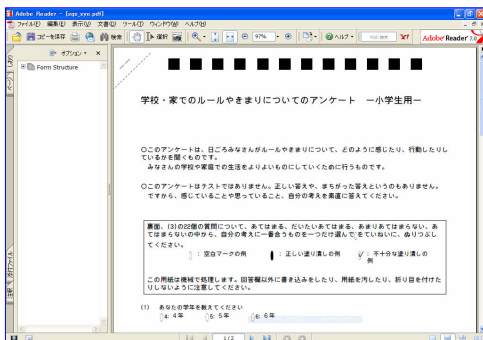 Adobe Reader - [sqs_syo.pdf]
ファイル(F) 編集(E) 表示(V) 文書(D) ツール(T) ウィンドウ(W) ヘルプ(H)
コピーを保存 検索 選択 97% ヘルプ Adobe Reader 7.0
オプション
Form Structure
しおり
ページ
添付ファイル
注釈
学校・家でのルールやきまりについてのアンケート －小学生用－
○このアンケートは、日ごろみなさんがルールやきまりについて、どのように感じたり、行動したりし
ているかを聞くものです。
みなさんの学校や家庭での生活をよりよいものにしていくために行うものです。
○このアンケートはテストではありません。正しい答えや、まちがった答えというのもありません。
ですから、感じていることや思っていること、自分の考えを素直に答えてください。
裏面、(3)の22個の質問について、あてはまる、だいたいあてはまる、あまりあてはまらない、あ
てはまらないの中から、自分の考えに一番合うものを一つだけ選んで、ていねいに、ぬりつぶし
てください。
：空白マークの例 ：正しい塗り潰しの例 ：不十分な塗り潰しの
例
この用紙は機械で処理します。回答欄以外に書き込みをしたり、用紙を汚したり、折り目を付けた
りしないように注意してください。
(1) あなたの学年を教えてください
4: 4年 5: 5年 6: 6年
1/2